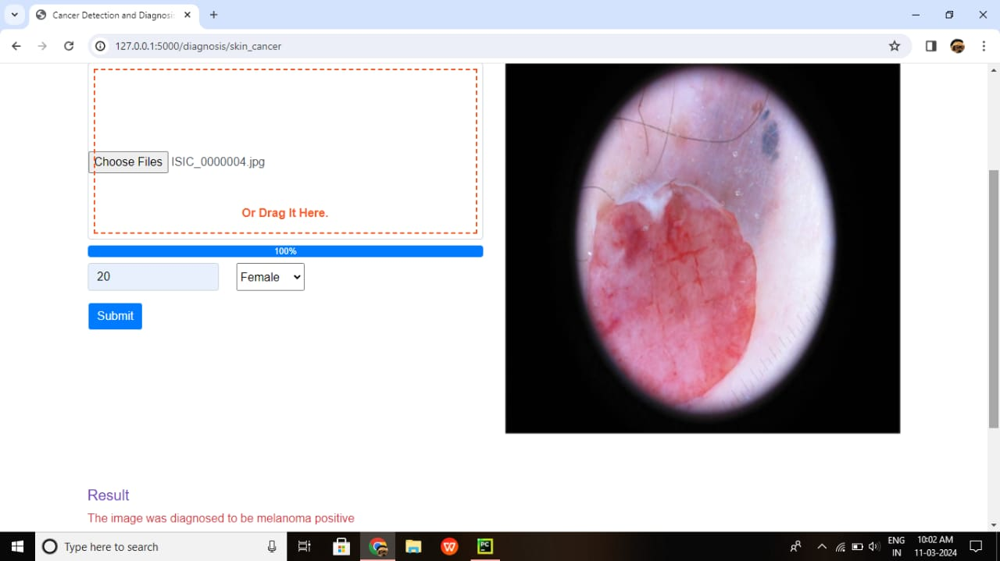 Cancer Detection and Diagnosi
127.0.0.1:5000/diagnosis/skin_cancer
Choose Files ISIC_0000004.jpg
Or Drag It Here.
100%
20 Female
Submit
Result
The image was diagnosed to be melanoma positive
Type here to search
PC
W
ENG
IN
10:02 AM
11-03-2024